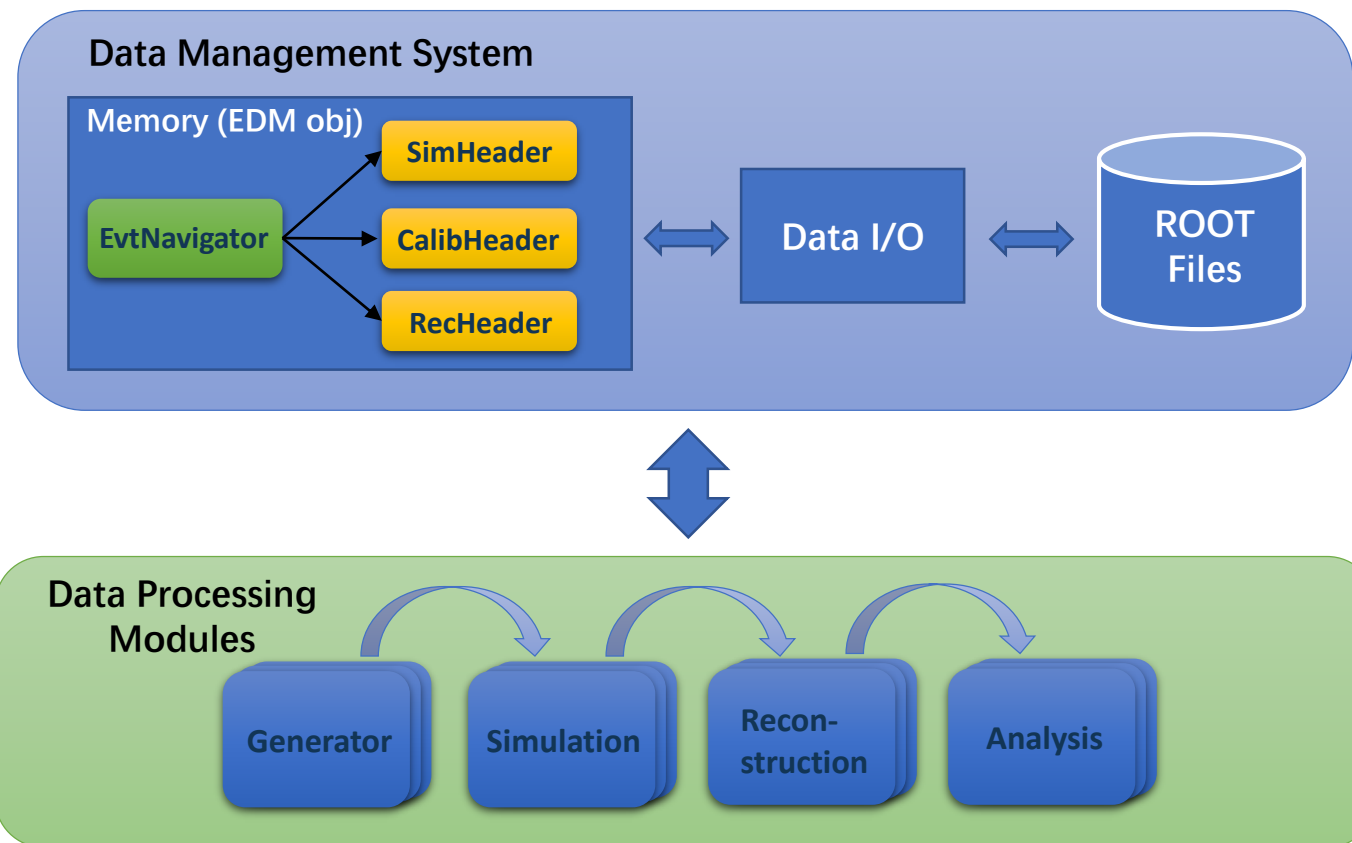 Data Management System
Memory (EDM obj)
EvtNavigator
SimHeader
CalibHeader
RecHeader
Data I/O
ROOT
Files
Data Processing
Modules
Generator
Simulation
Recon-
struction
Analysis